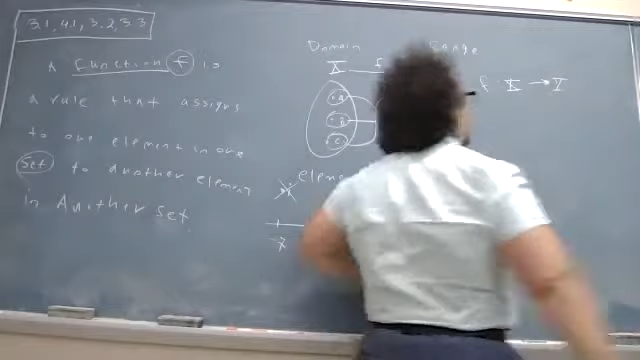 3.1, 4.1, 3.2, 3.3
A function f is
a rule that assigns
to one element in one
set to another element
in Another set.
Domain
Range
X
f
f: X → Y
a
b
c
eleme
x